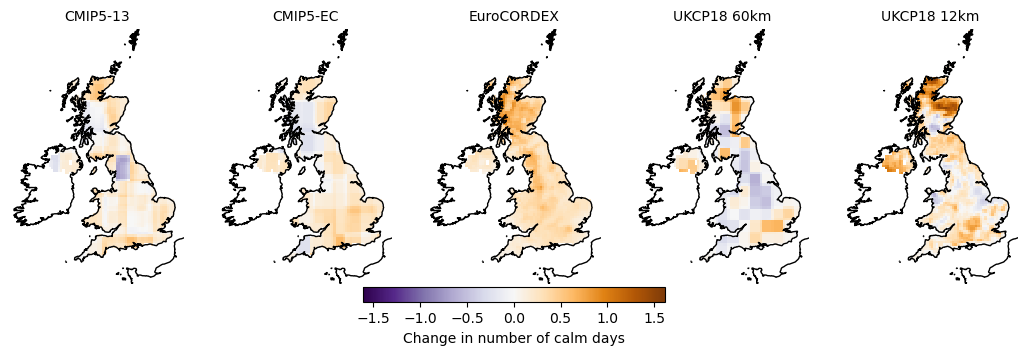 CMIP5-13 CMIP5-EC EuroCORDEX UKCP18 60km UKCP18 12km
−1.5 −1.0 −0.5 0.0 0.5 1.0 1.5
Change in number of calm days